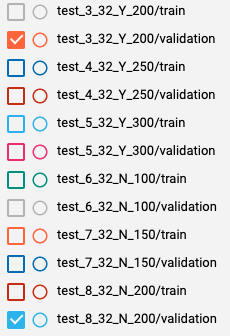 test_3_32_Y_200/train
test_3_32_Y_200/validation
test_4_32_Y_250/train
test_4_32_Y_250/validation
test_5_32_Y_300/train
test_5_32_Y_300/validation
test_6_32_N_100/train
test_6_32_N_100/validation
test_7_32_N_150/train
test_7_32_N_150/validation
test_8_32_N_200/train
test_8_32_N_200/validation